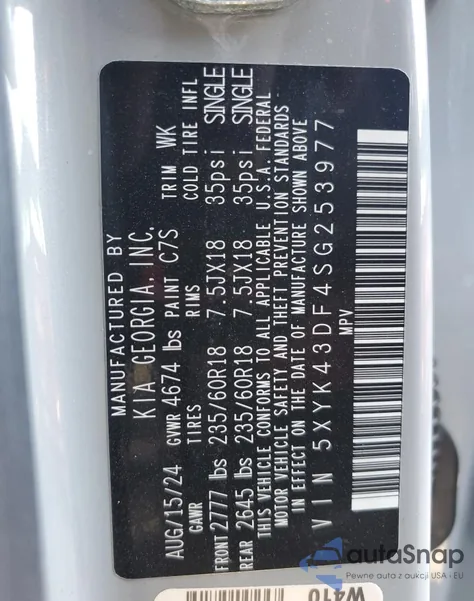 MANUFACTURED BY
KIA GEORGIA, INC.
AUG/15/24 GVWR 4674 lbs PAINT C7S TRIM WK
GAWR TIRES RIMS COLD TIRE INFL
FRONT 2777 lbs 235/60R18 7.5JX18 35psi SINGLE
REAR 2645 lbs 235/60R18 7.5JX18 35psi SINGLE
THIS VEHICLE CONFORMS TO ALL APPLICABLE U.S.A. FEDERAL
MOTOR VEHICLE SAFETY AND THEFT PREVENTION STANDARDS
IN EFFECT ON THE DATE OF MANUFACTURE SHOWN ABOVE
VIN 5XYK43DF4SG253977
MPV
W410
autoSnap
Pewne auta z aukcji USA i EU